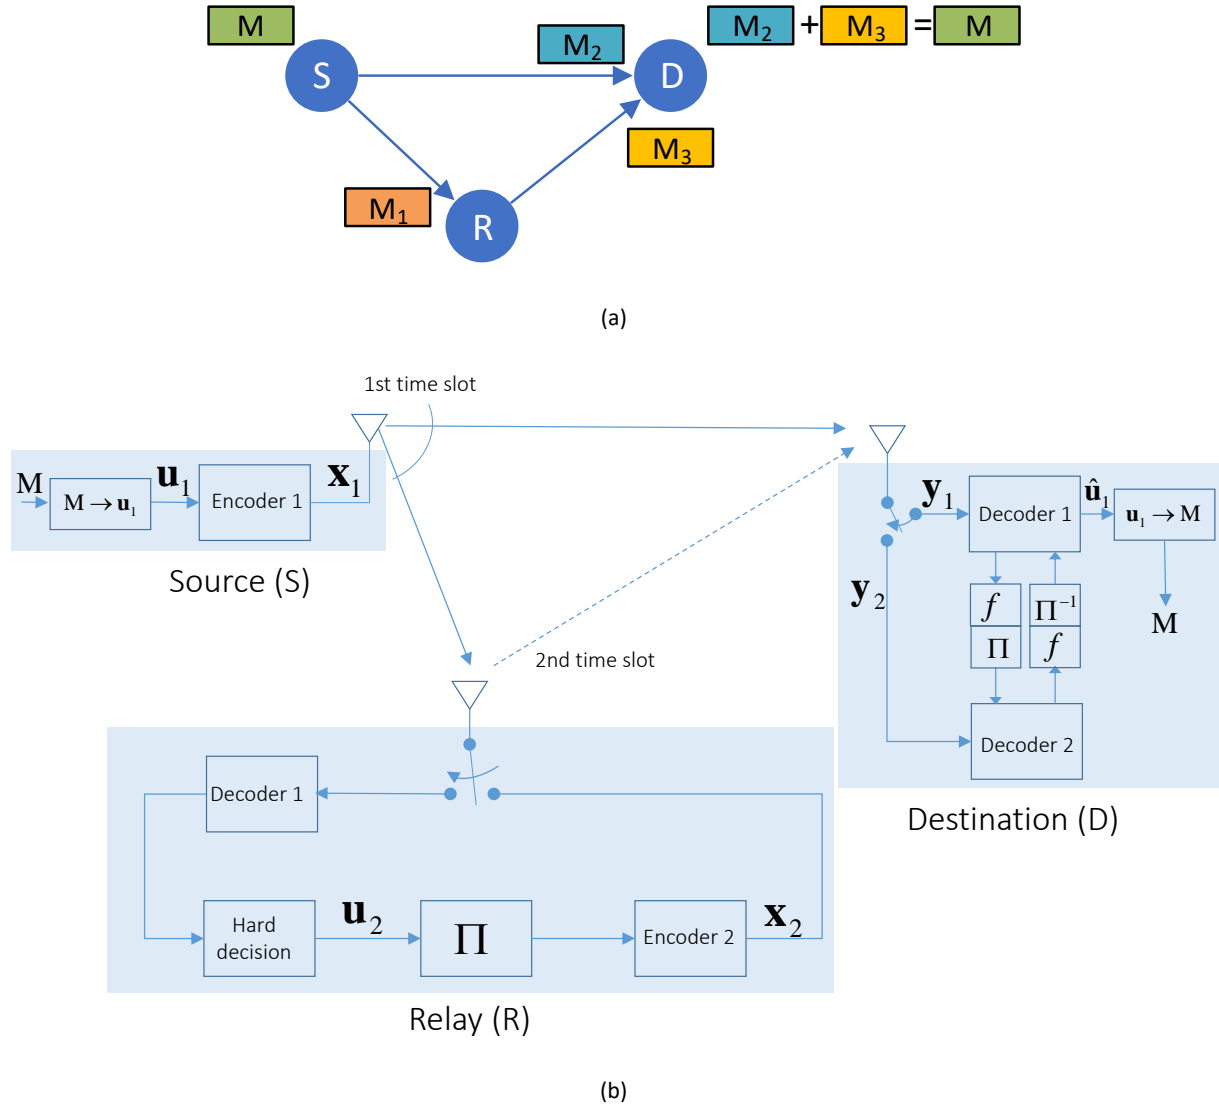 M
S
M₂
D
M₂ + M₃ = M
M₃
M₁
R
(a)
1st time slot
M
M → u₁
u₁
Encoder 1
x₁
Source (S)
y₁
Decoder 1
û₁
u₁ → M
y₂
f
Π⁻¹
Π
f
M
2nd time slot
Decoder 2
Destination (D)
Decoder 1
Hard
decision
u₂
Π
Encoder 2
x₂
Relay (R)
(b)